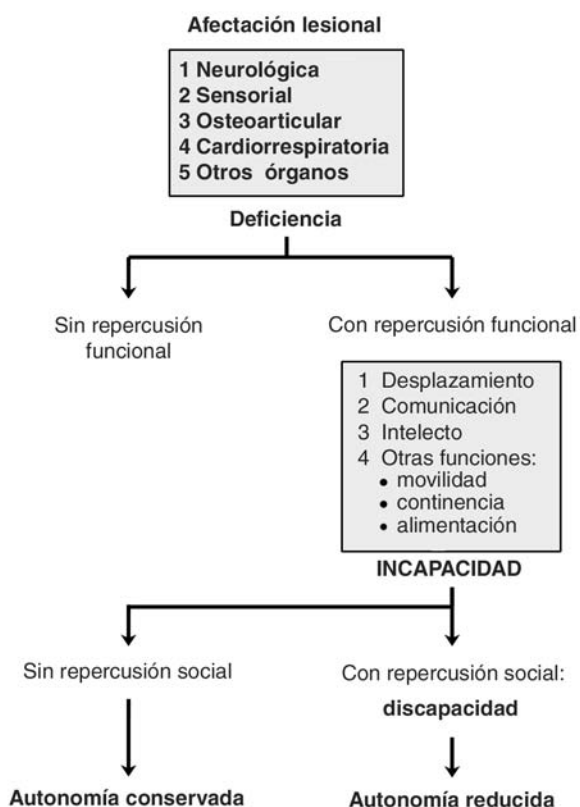 Afectación lesional
1 Neurológica
2 Sensorial
3 Osteoarticular
4 Cardiorrespiratoria
5 Otros órganos
Deficiencia
Sin repercusión
funcional
Con repercusión funcional
1 Desplazamiento
2 Comunicación
3 Intelecto
4 Otras funciones:
• movilidad
• continencia
• alimentación
INCAPACIDAD
Sin repercusión social
Con repercusión social:
discapacidad
Autonomía conservada
Autonomía reducida